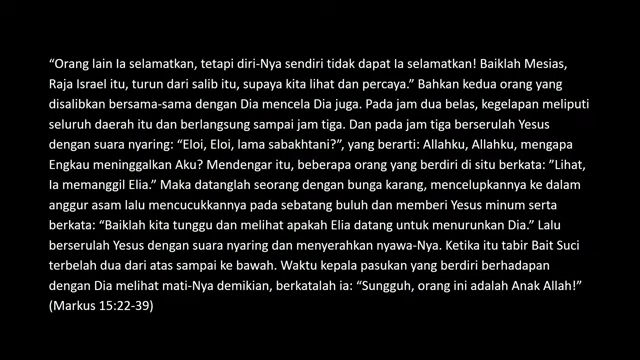 “Orang lain Ia selamatkan, tetapi diri-Nya sendiri tidak dapat Ia selamatkan! Baiklah Mesias,
Raja Israel itu, turun dari salib itu, supaya kita lihat dan percaya.” Bahkan kedua orang yang
disalibkan bersama-sama dengan Dia mencela Dia juga. Pada jam dua belas, kegelapan meliputi
seluruh daerah itu dan berlangsung sampai jam tiga. Dan pada jam tiga berserulah Yesus
dengan suara nyaring: “Eloi, Eloi, lama sabakhtani?”, yang berarti: Allahku, Allahku, mengapa
Engkau meninggalkan Aku? Mendengar itu, beberapa orang yang berdiri di situ berkata: ”Lihat,
Ia memanggil Elia.” Maka datanglah seorang dengan bunga karang, mencelupkannya ke dalam
anggur asam lalu mencucukkannya pada sebatang buluh dan memberi Yesus minum serta
berkata: “Baiklah kita tunggu dan melihat apakah Elia datang untuk menurunkan Dia.” Lalu
berserulah Yesus dengan suara nyaring dan menyerahkan nyawa-Nya. Ketika itu tabir Bait Suci
terbelah dua dari atas sampai ke bawah. Waktu kepala pasukan yang berdiri berhadapan
dengan Dia melihat mati-Nya demikian, berkatalah ia: “Sungguh, orang ini adalah Anak Allah!”
(Markus 15:22-39)